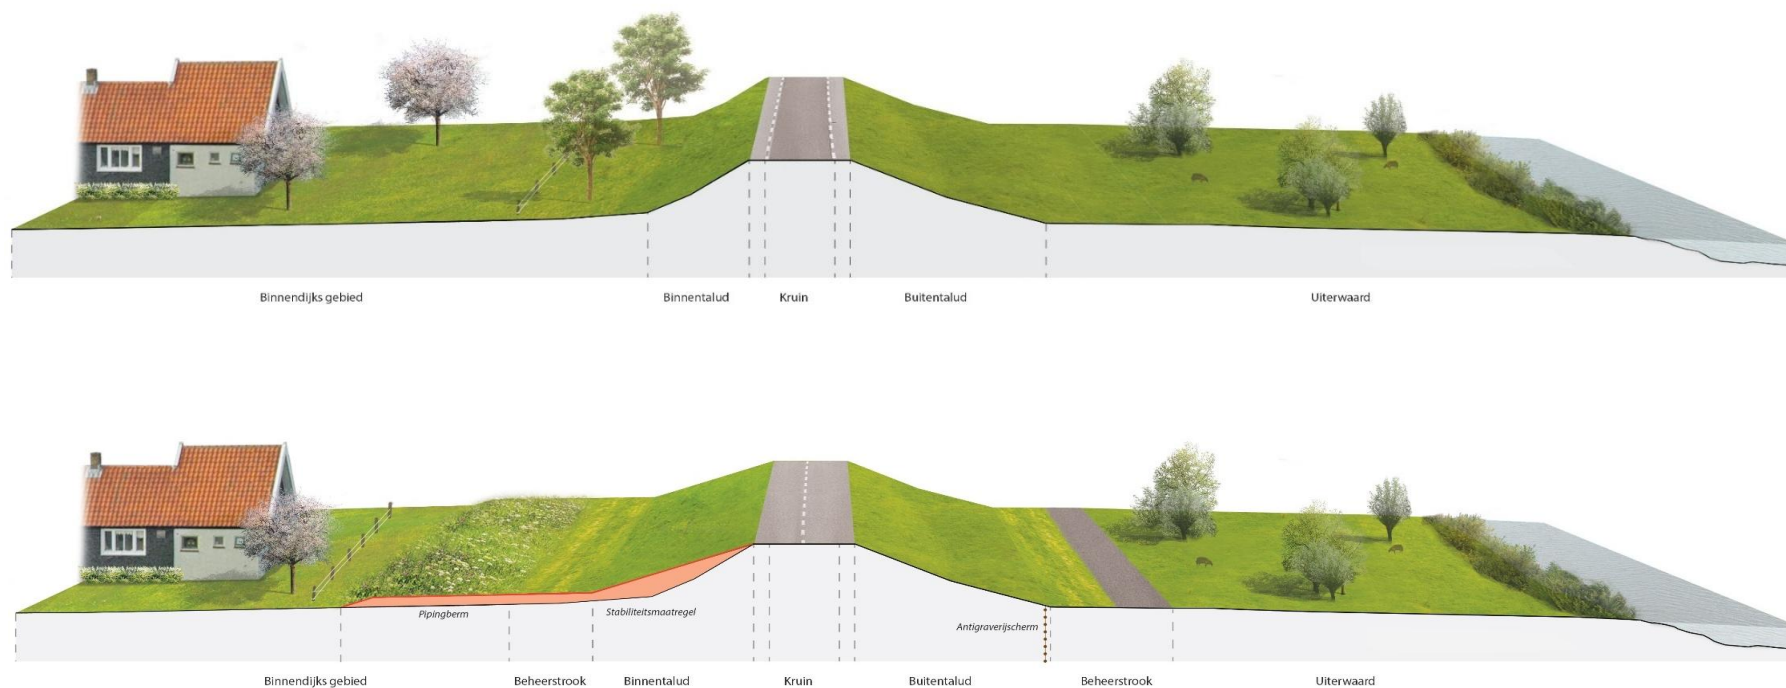 Binnendijks gebied
Binnentalud
Kruin
Buitentalud
Uiterwaard
Pipingberm
Stabiliteitsmaatregel
Antigraverijscherm
Binnendijks gebied
Beheerstrook
Binnentalud
Kruin
Buitentalud
Beheerstrook
Uiterwaard